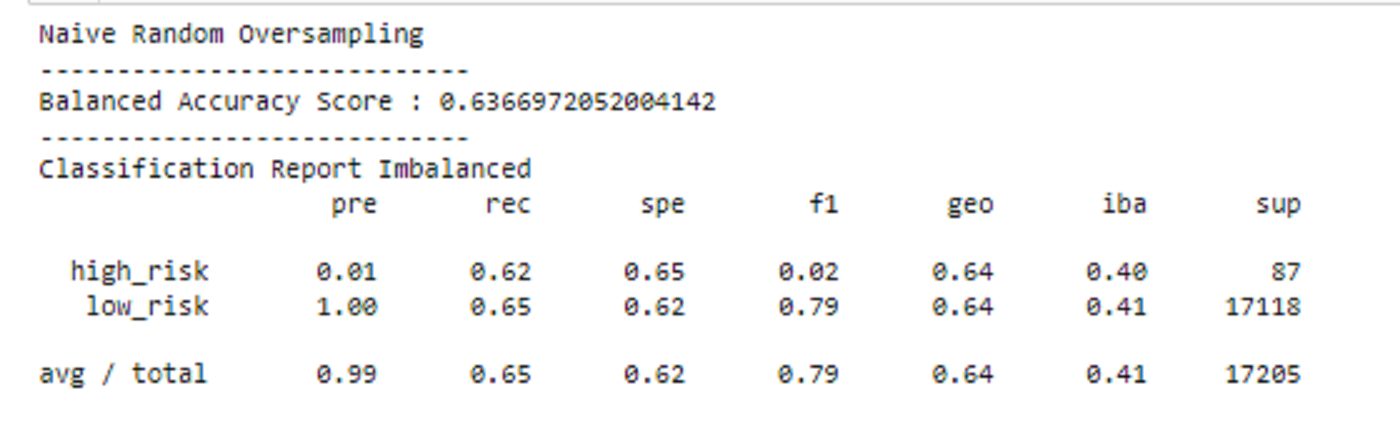 Naive Random Oversampling
----------------------------
Balanced Accuracy Score : 0.6366972052004142
----------------------------
Classification Report Imbalanced
                   pre       rec       spe        f1       geo       iba       sup

  high_risk       0.01      0.62      0.65      0.02      0.64      0.40        87
   low_risk       1.00      0.65      0.62      0.79      0.64      0.41     17118

avg / total       0.99      0.65      0.62      0.79      0.64      0.41     17205